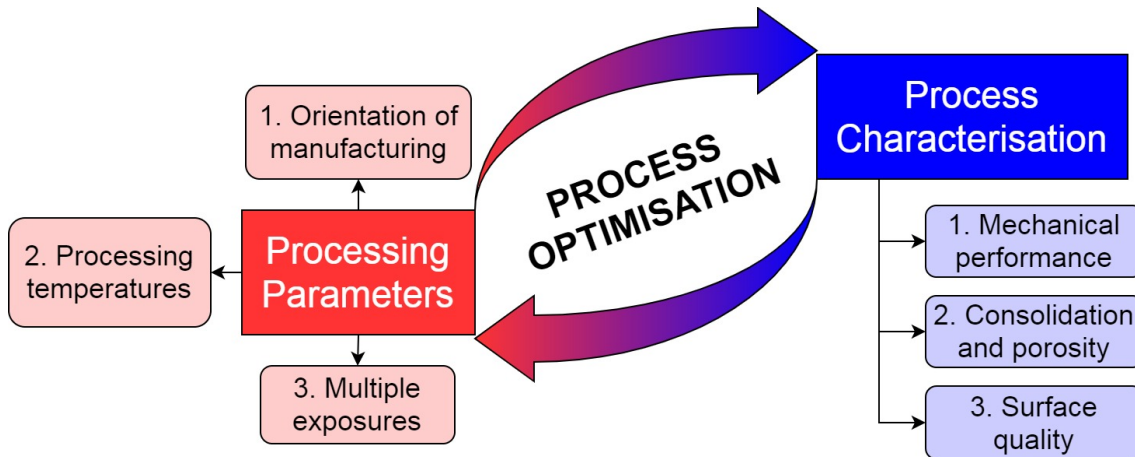 1. Orientation of
manufacturing
2. Processing
temperatures
Processing
Parameters
3. Multiple
exposures
PROCESS
OPTIMISATION
Process
Characterisation
1. Mechanical
performance
2. Consolidation
and porosity
3. Surface
quality